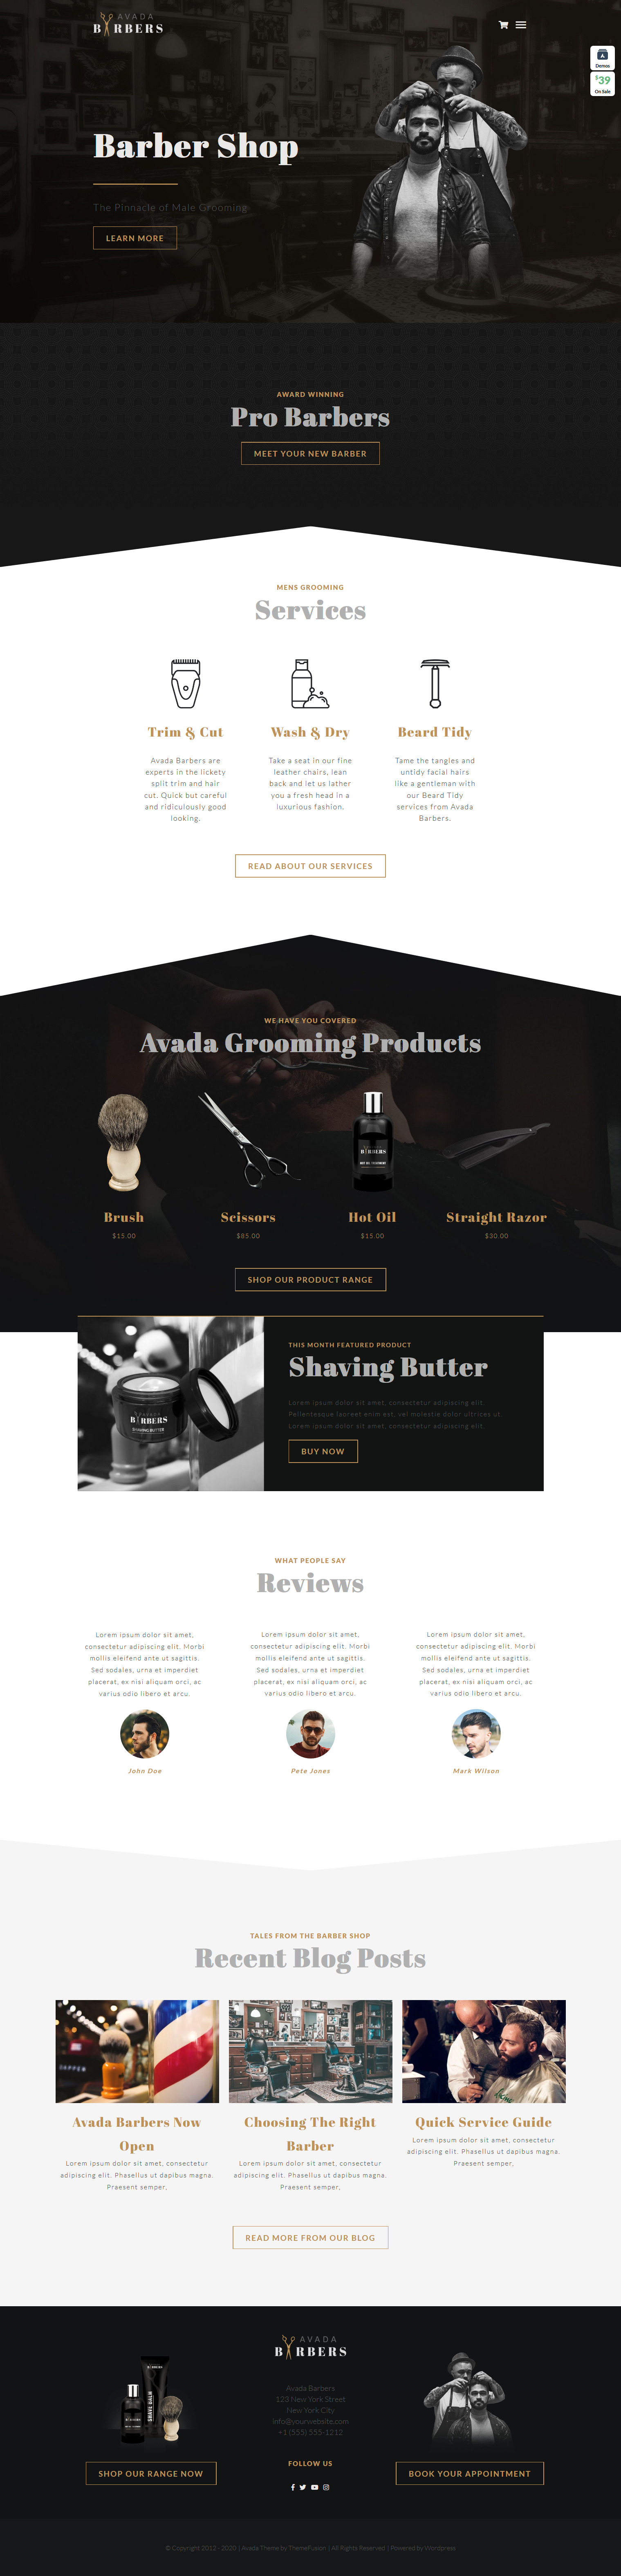 AVADA
BARBERS
Demos
$39
On Sale
Barber Shop
The Pinnacle of Male Grooming
LEARN MORE
AWARD WINNING
Pro Barbers
MEET YOUR NEW BARBER
MENS GROOMING
Services
Trim & Cut
Avada Barbers are
experts in the lickety
split trim and hair
cut. Quick but careful
and ridiculously good
looking.
Wash & Dry
Take a seat in our fine
leather chairs, lean
back and let us lather
you a fresh head in a
luxurious fashion.
Beard Tidy
Tame the tangles and
untidy facial hairs
like a gentleman with
our Beard Tidy
services from Avada
Barbers.
READ ABOUT OUR SERVICES
WE HAVE YOU COVERED
Avada Grooming Products
BARBERS
Brush
$15.00
Scissors
$85.00
Hot Oil
$15.00
Straight Razor
$30.00
SHOP OUR PRODUCT RANGE
BARBERS
SHAVING BUTTER
THIS MONTH FEATURED PRODUCT
Shaving Butter
Lorem ipsum dolor sit amet, consectetur adipiscing elit.
Pellentesque laoreet enim est, vel molestie dolor ultrices ut.
Lorem ipsum dolor sit amet, consectetur adipiscing elit.
BUY NOW
WHAT PEOPLE SAY
Reviews
Lorem ipsum dolor sit amet,
consectetur adipiscing elit. Morbi
mollis eleifend ante ut sagittis.
Sed sodales, urna et imperdiet
placerat, ex nisi aliquam orci, ac
varius odio libero et arcu.
John Doe
Lorem ipsum dolor sit amet,
consectetur adipiscing elit. Morbi
mollis eleifend ante ut sagittis.
Sed sodales, urna et imperdiet
placerat, ex nisi aliquam orci, ac
varius odio libero et arcu.
Pete Jones
Lorem ipsum dolor sit amet,
consectetur adipiscing elit. Morbi
mollis eleifend ante ut sagittis.
Sed sodales, urna et imperdiet
placerat, ex nisi aliquam orci, ac
varius odio libero et arcu.
Mark Wilson
TALES FROM THE BARBER SHOP
Recent Blog Posts
Avada Barbers Now
Open
Lorem ipsum dolor sit amet, consectetur
adipiscing elit. Phasellus ut dapibus magna.
Praesent semper,
Choosing The Right
Barber
Lorem ipsum dolor sit amet, consectetur
adipiscing elit. Phasellus ut dapibus magna.
Praesent semper,
Quick Service Guide
Lorem ipsum dolor sit amet, consectetur
adipiscing elit. Phasellus ut dapibus magna.
Praesent semper,
READ MORE FROM OUR BLOG
SHAVE BALM
BARBERS
SHOP OUR RANGE NOW
AVADA
BARBERS
Avada Barbers
123 New York Street
New York City
info@yourwebsite.com
+1 (555) 555-1212
FOLLOW US
BOOK YOUR APPOINTMENT
© Copyright 2012 - 2020 | Avada Theme by ThemeFusion | All Rights Reserved | Powered by Wordpress